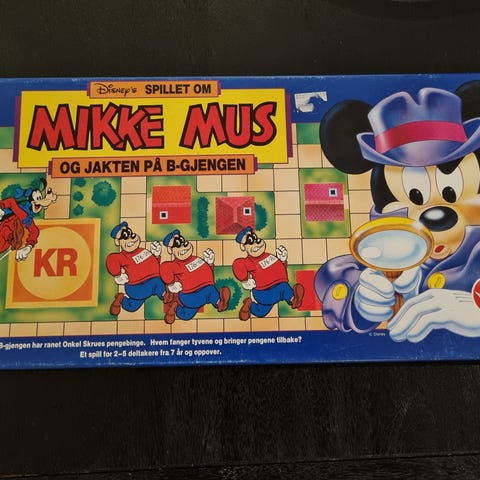 Disney's SPILLET OM
MIKKE MUS
OG JAKTEN PÅ B-GJENGEN
KR
© Disney
B-gjengen har ranet Onkel Skrues pengebinge. Hvem fanger tyvene og bringer pengene tilbake?
Et spill for 2-5 deltakere fra 7 år og oppover.